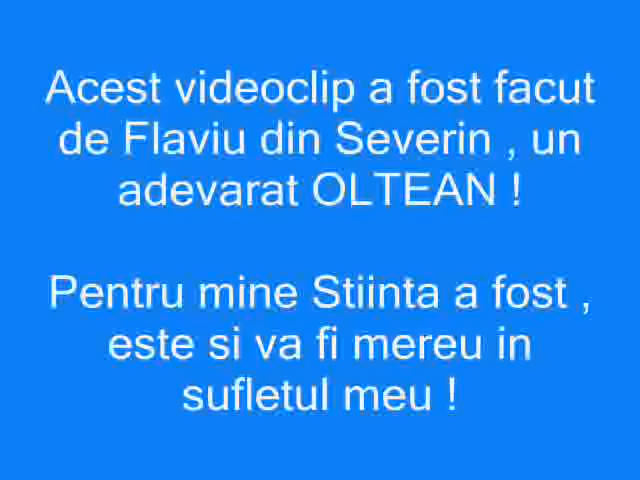 Acest videoclip a fost facut
de Flaviu din Severin , un
adevarat OLTEAN !
Pentru mine Stiinta a fost ,
este si va fi mereu in
sufletul meu !